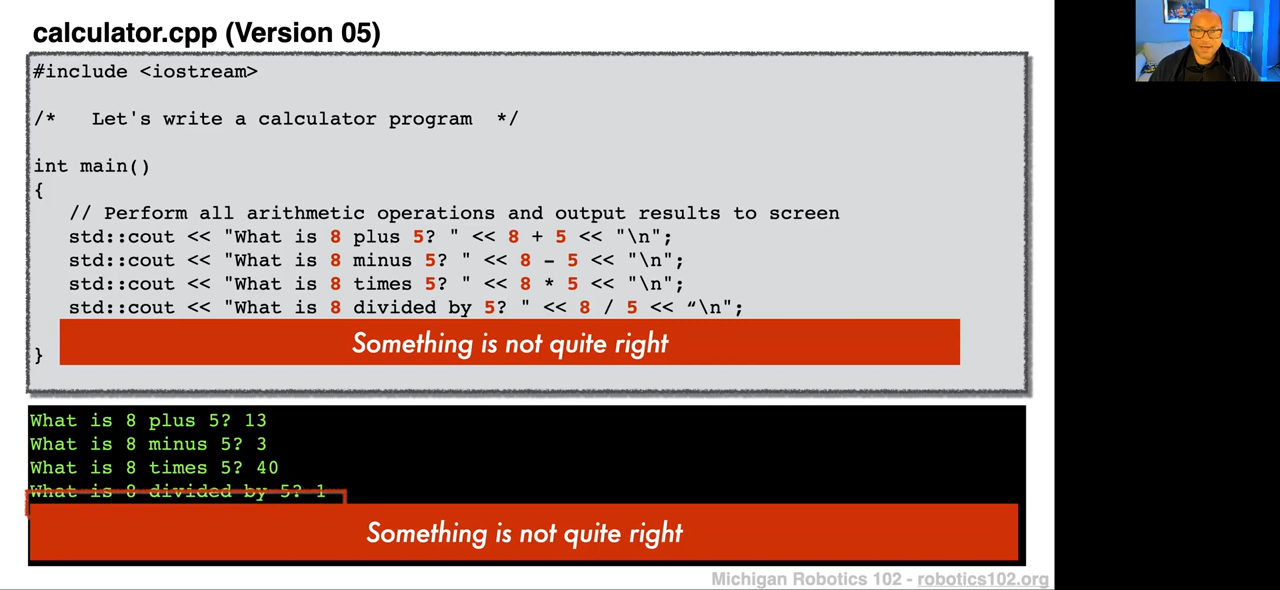 calculator.cpp (Version 05)
#include <iostream>
/*   Let's write a calculator program  */
int main()
{
   // Perform all arithmetic operations and output results to screen
   std::cout << "What is 8 plus 5? " << 8 + 5 << "\n";
   std::cout << "What is 8 minus 5? " << 8 - 5 << "\n";
   std::cout << "What is 8 times 5? " << 8 * 5 << "\n";
   std::cout << "What is 8 divided by 5? " << 8 / 5 << “\n";
Something is not quite right
}
What is 8 plus 5? 13
What is 8 minus 5? 3
What is 8 times 5? 40
What is 8 divided by 5? 1
Something is not quite right
Michigan Robotics 102 - robotics102.org